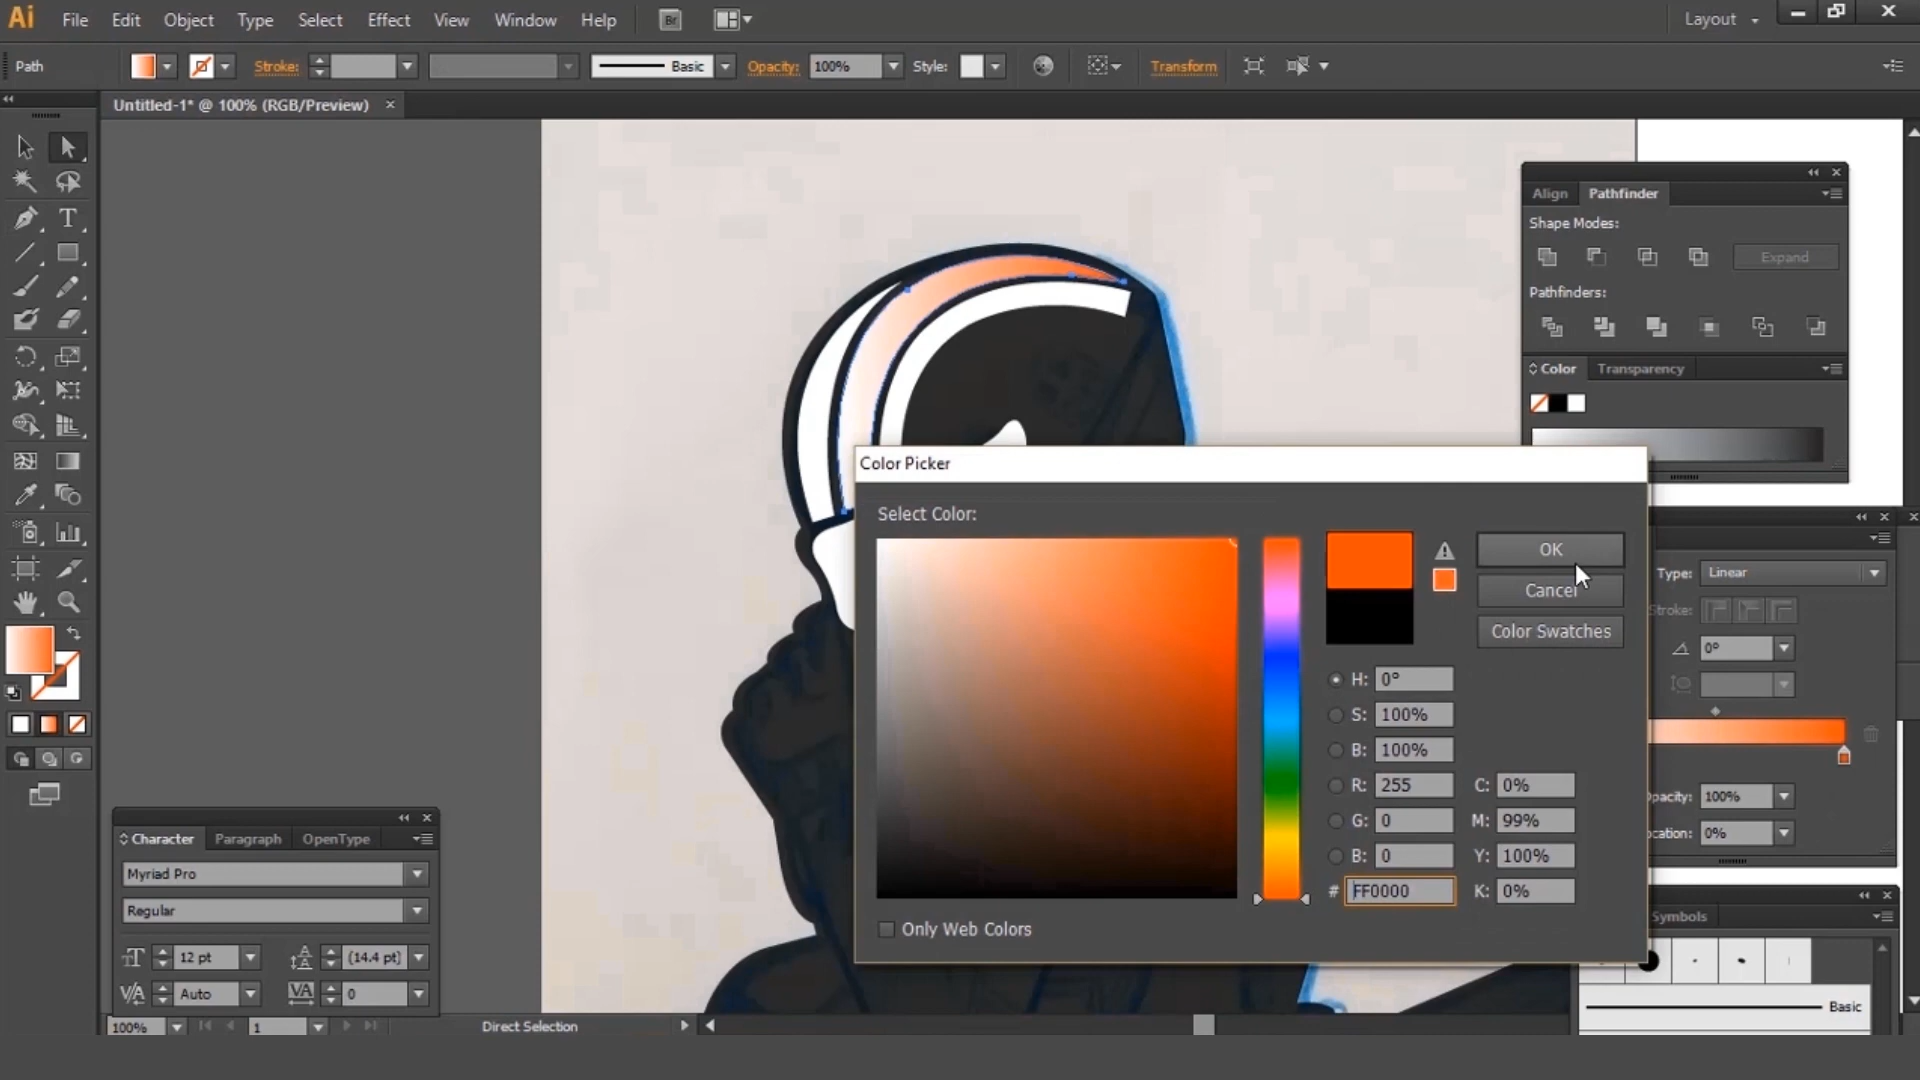 Ai File Edit Object Type Select Effect View Window Help Br Layout
Path Stroke: Basic Opacity: 100% Style: Transform
Untitled-1* @ 100% (RGB/Preview)
Align Pathfinder
Shape Modes:
Expand
Pathfinders:
Color Transparency
Color Picker
Select Color:
OK
Cancel
Color Swatches
H: 0°
S: 100%
B: 100%
R: 255 C: 0%
G: 0 M: 99%
B: 0 Y: 100%
# FF0000 K: 0%
Only Web Colors
Type: Linear
Stroke:
0°
Opacity: 100%
Location: 0%
Symbols
Basic
Character Paragraph OpenType
Myriad Pro
Regular
12 pt (14.4 pt)
Auto 0
100% 1 Direct Selection